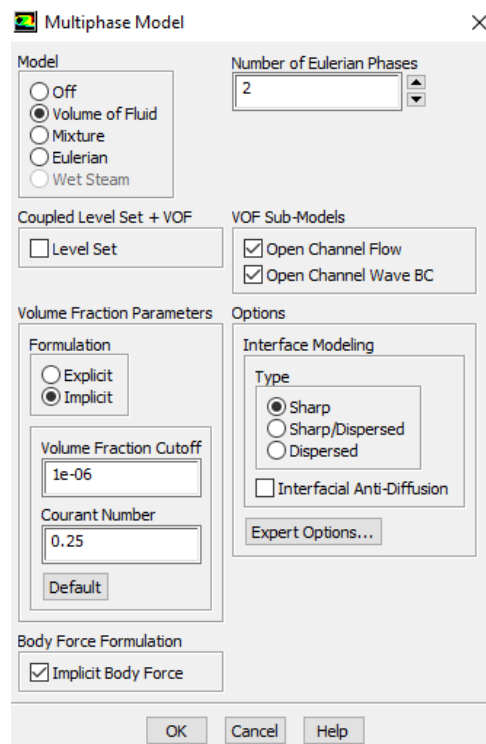 Multiphase Model
Model
Off
Volume of Fluid
Mixture
Eulerian
Wet Steam
Number of Eulerian Phases
2
Coupled Level Set + VOF
Level Set
VOF Sub-Models
Open Channel Flow
Open Channel Wave BC
Volume Fraction Parameters
Formulation
Explicit
Implicit
Volume Fraction Cutoff
1e-06
Courant Number
0.25
Default
Options
Interface Modeling
Type
Sharp
Sharp/Dispersed
Dispersed
Interfacial Anti-Diffusion
Expert Options...
Body Force Formulation
Implicit Body Force
OK
Cancel
Help